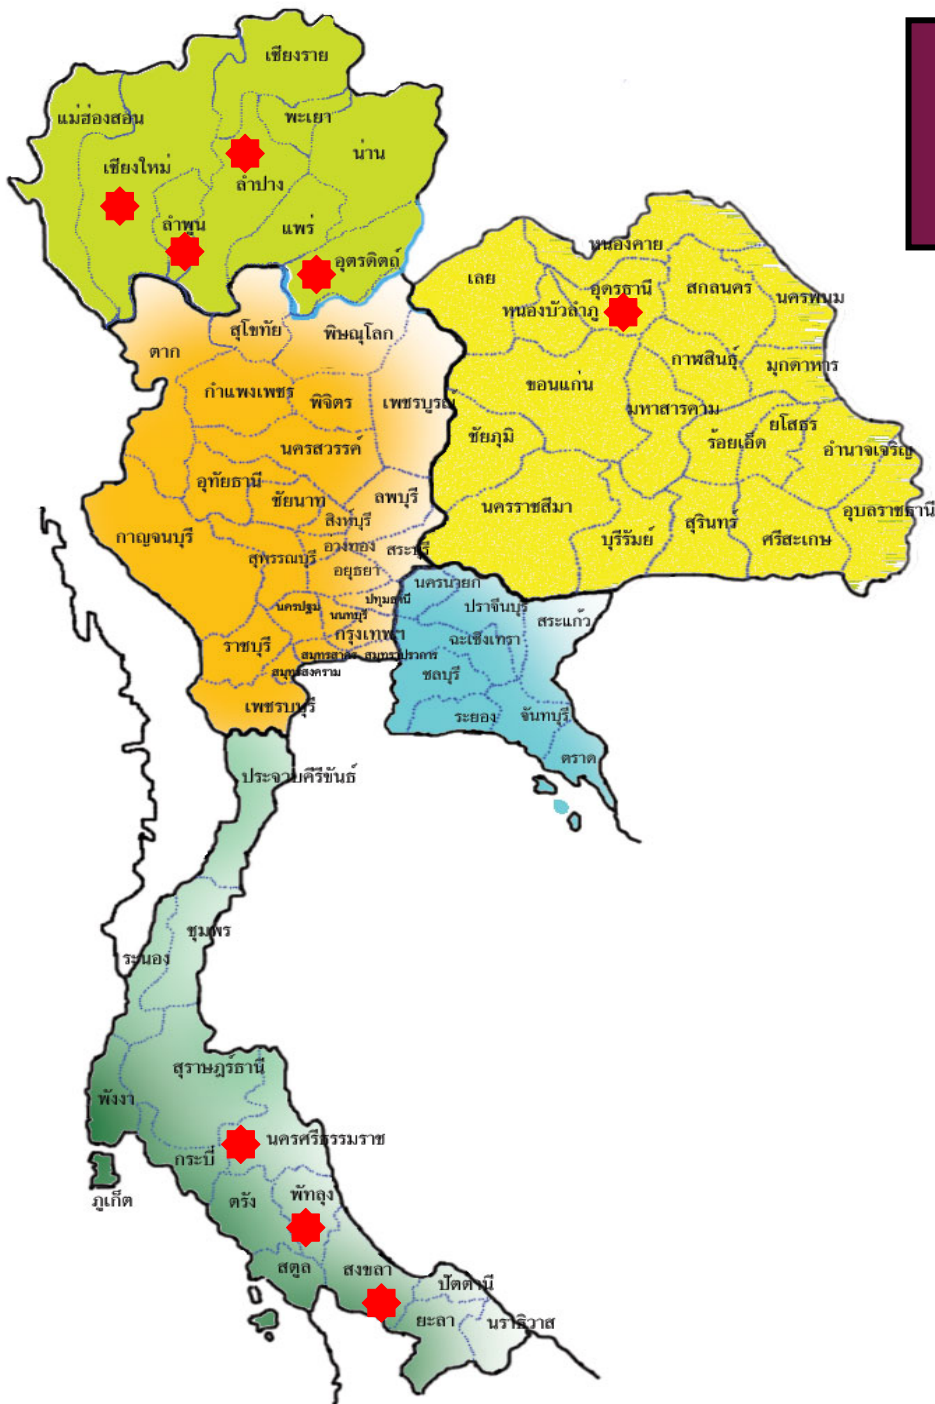 เชียงราย
แม่ฮ่องสอน
พะเยา
น่าน
เชียงใหม่
ลำปาง
ลำพูน
แพร่
อุตรดิตถ์
หนองคาย
เลย
อุดรธานี
สกลนคร
นครพนม
หนองบัวลำภู
สุโขทัย
พิษณุโลก
ตาก
กาฬสินธุ์
มุกดาหาร
ขอนแก่น
กำแพงเพชร
พิจิตร
เพชรบูรณ
มหาสารคาม
ยโสธร
ชัยภูมิ
ร้อยเอ็ด
อำนาจเจริญ
นครสวรรค์
อุทัยธานี
ชัยนาท
ลพบุรี
นครราชสีมา
อุบลราชธานี
สิงห์บุรี
สุรินทร์
กาญจนบุรี
บุรีรัมย์
ศรีสะเกษ
อ่างทอง
สระบุรี
สุพรรณบุรี
อยุธยา
นครนายก
ปทุมธานี
นครปฐม
นนทบุรี
ปราจีนบุรี
สระแก้ว
กรุงเทพฯ
ฉะเชิงเทรา
ราชบุรี
สมุทรสาคร
สมุทรปราการ
สมุทรสงคราม
ชลบุรี
เพชรบบุรี
ระยอง
จันทบุรี
ตราด
ประจวบคีรีขันธ์
ชุมพร
ระนอง
สุราษฎร์ธานี
พังงา
นครศรีธรรมราช
กระบี่
ภูเก็ต
ตรัง
พัทลุง
สตูล
สงขลา
ปัตตานี
ยะลา
นราธิวาส